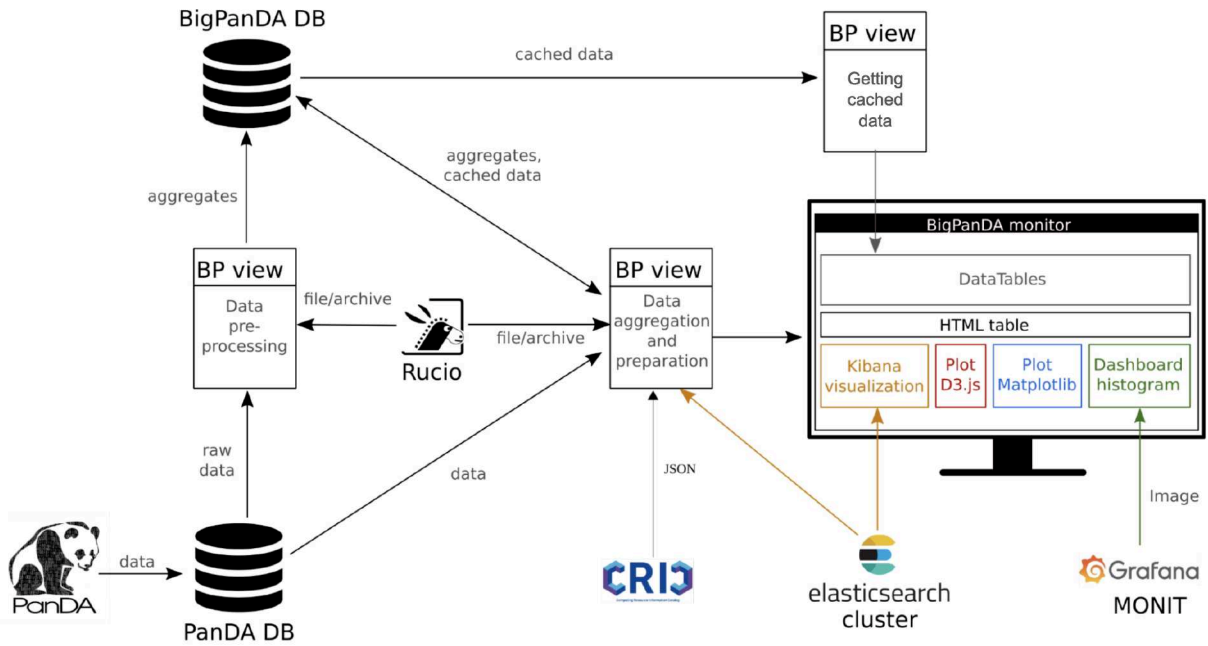 BigPanDA DB
cached data
BP view
Getting
cached
data
aggregates,
cached data
aggregates
BigPanDA monitor
DataTables
HTML table
Kibana
visualization
Plot
D3.js
Plot
Matplotlib
Dashboard
histogram
BP view
Data
pre-
processing
file/archive
Rucio
file/archive
BP view
Data
aggregation
and
preparation
raw
data
data
JSON
Image
PanDA
data
PanDA DB
CRIC
elasticsearch
cluster
Grafana
MONIT